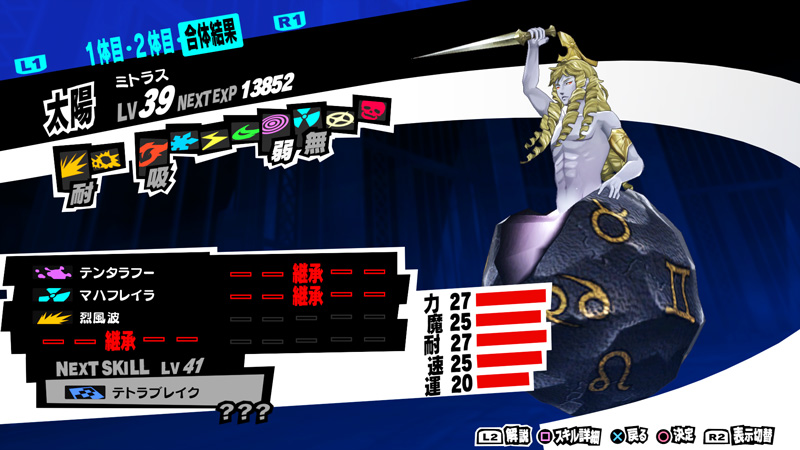 L1 1体目・2体目・合体結果 R1
太陽 ミトラス
LV 39 NEXT EXP 13852
耐 吸 弱 無
テンタラフー 継承
マハフレイラ 継承
烈風波
継承
NEXT SKILL LV 41
テトラブレイク
???
力 27
魔 25
耐 27
速 25
運 20
L2 解説 スキル詳細 戻る 決定 R2 表示切替